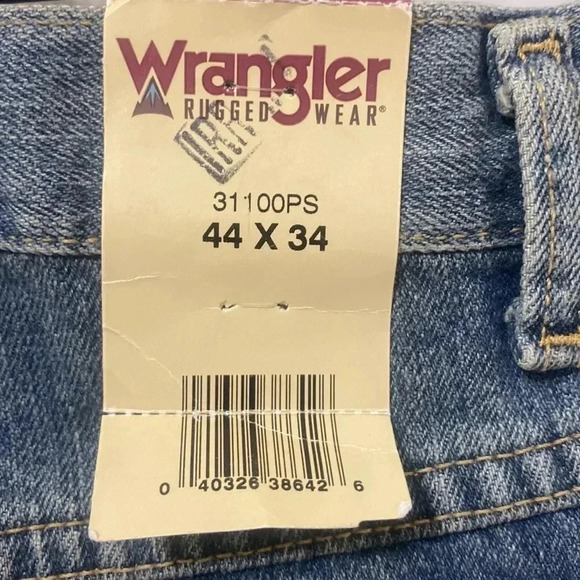 Wrangler
RUGGED WEAR®
31100PS
44 X 34
0 40326 38642 6